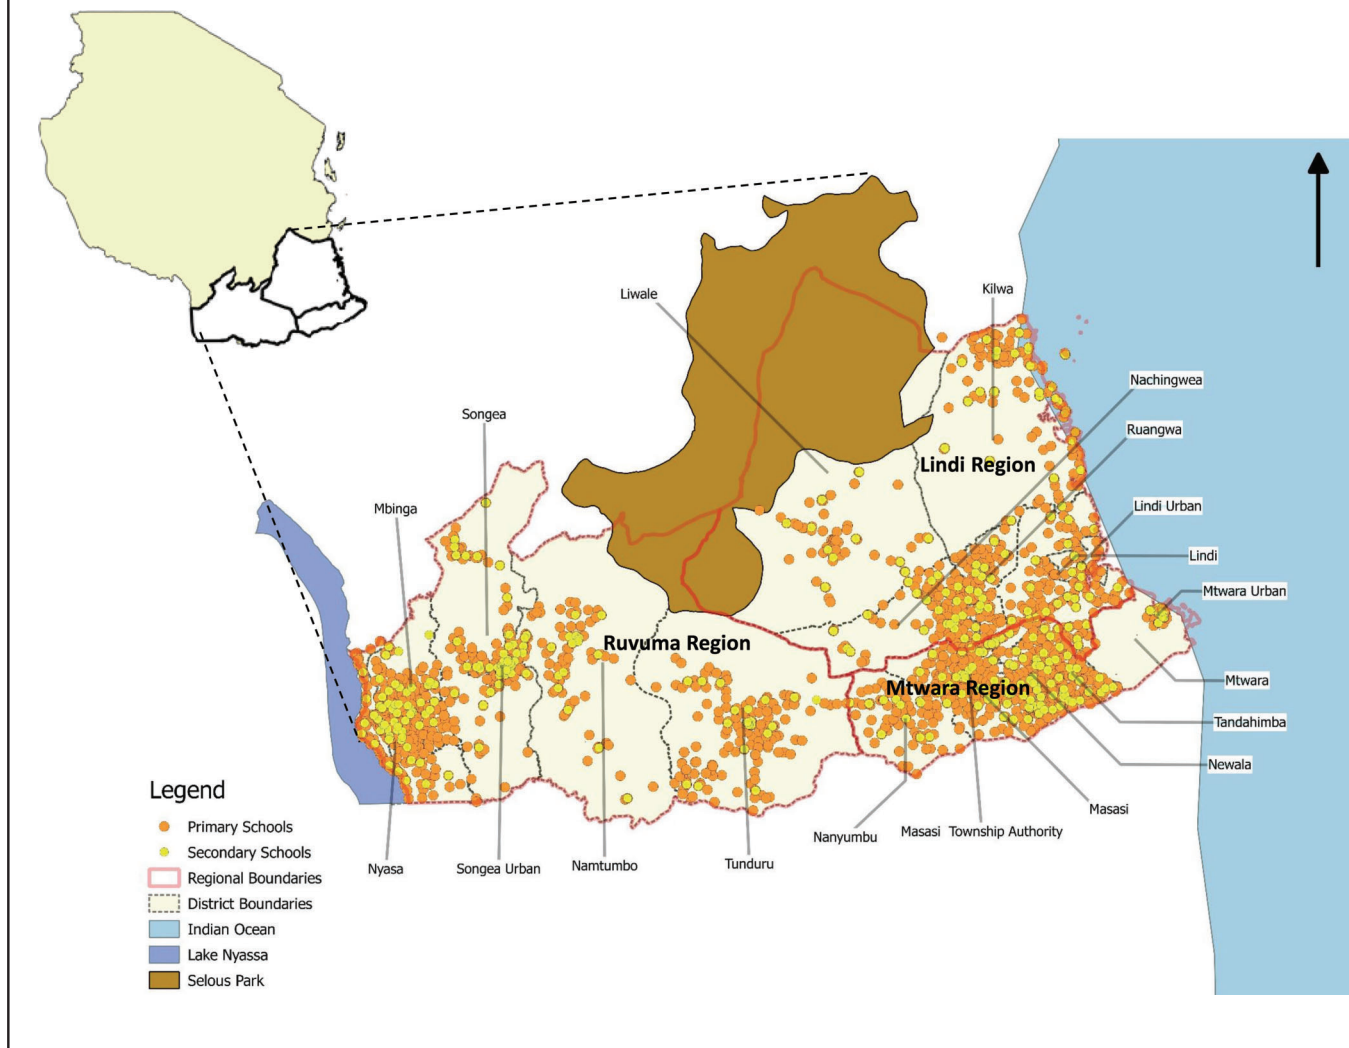 Liwale
Kilwa
Nachingwea
Songea
Ruangwa
Lindi Region
Mbinga
Lindi Urban
Lindi
Mtwara Urban
Ruvuma Region
Mtwara Region
Mtwara
Tandahimba
Newala
Legend
Primary Schools
Secondary Schools
Regional Boundaries
District Boundaries
Indian Ocean
Lake Nyassa
Selous Park
Masasi
Nanyumbu
Masasi Township Authority
Nyasa
Songea Urban
Namtumbo
Tunduru